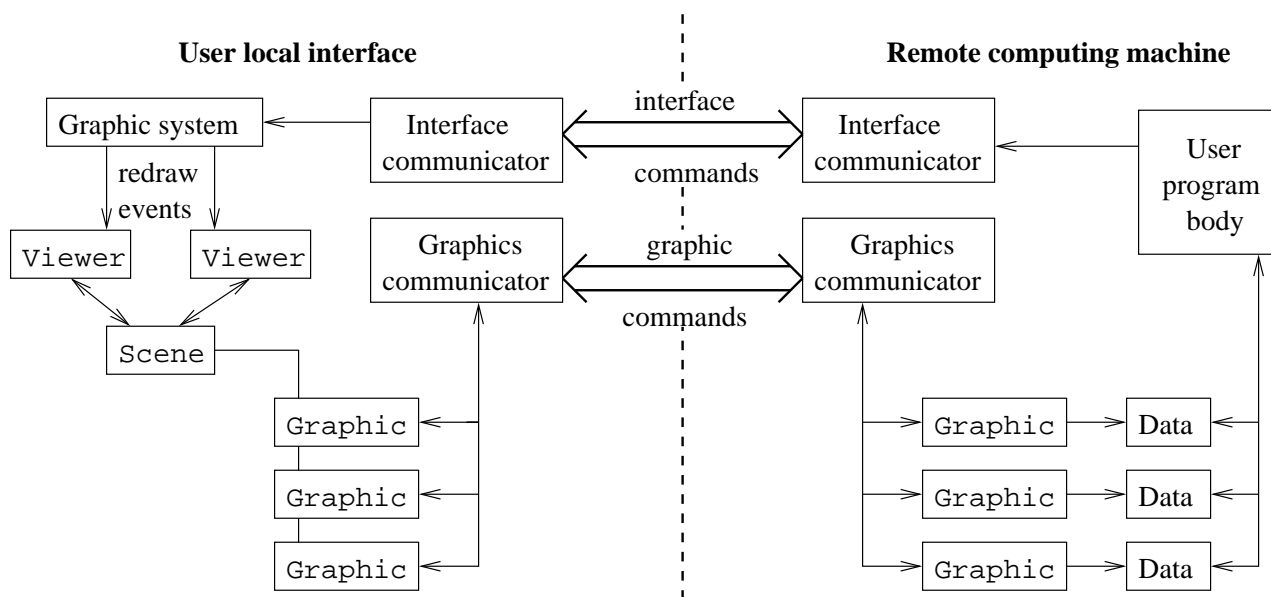 User local interface
Remote computing machine
Graphic system
redraw
events
Viewer
Viewer
Scene
Interface
communicator
interface
commands
Interface
communicator
User
program
body
Graphics
communicator
graphic
commands
Graphics
communicator
Graphic
Graphic
Graphic
Graphic
Data
Graphic
Data
Graphic
Data